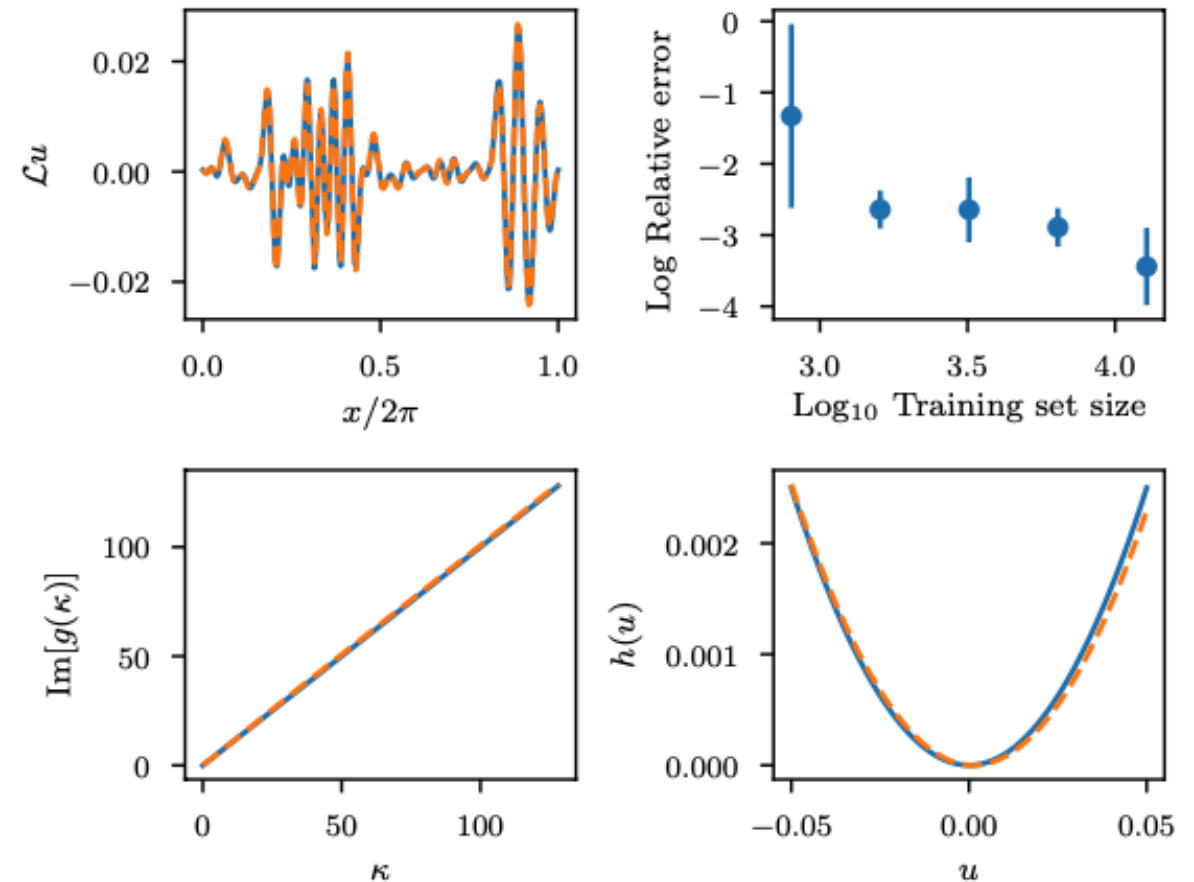 0.02
0.00
−0.02
ℒu
0.0 0.5 1.0
x/2π
−0
−1
−2
−3
−4
Log Relative error
3.0 3.5 4.0
Log₁₀ Training set size
100
50
0
Im[g(κ)]
0 50 100
κ
0.002
0.001
0.000
h(u)
−0.05 0.00 0.05
u